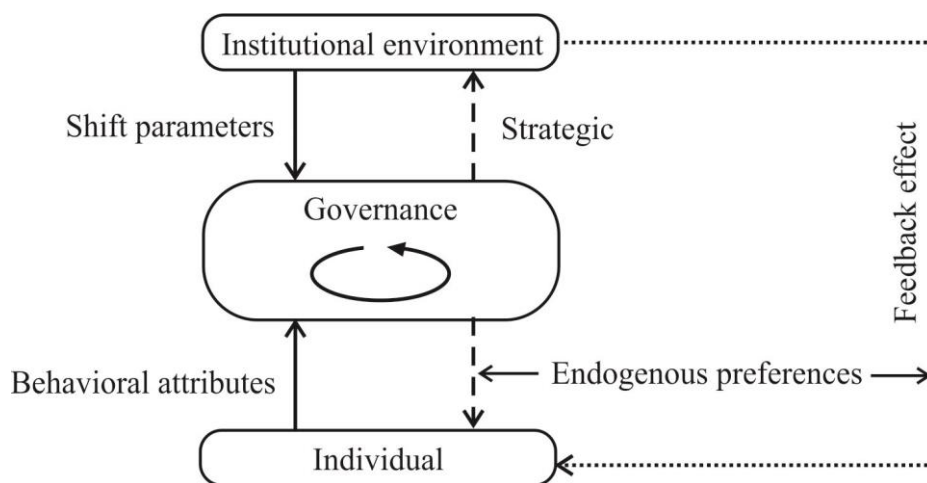 Institutional environment
Shift parameters
Strategic
Governance
Feedback effect
Behavioral attributes
Endogenous preferences
Individual